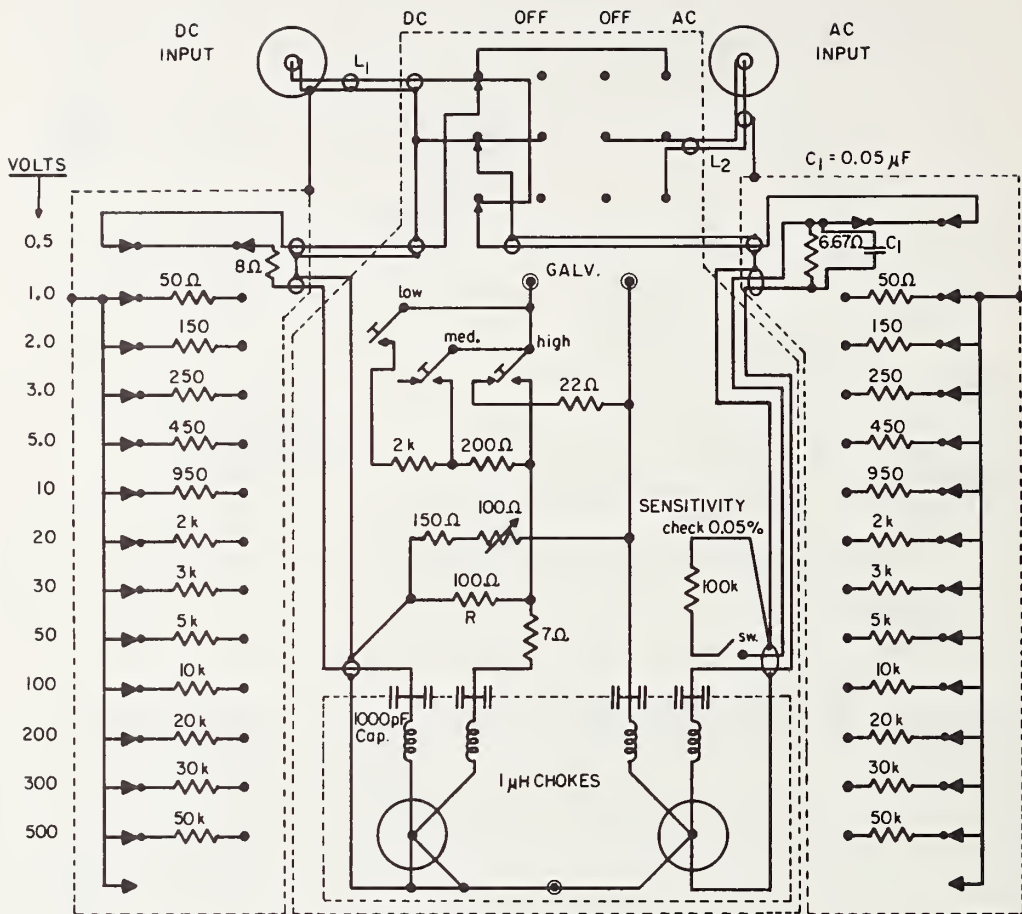 DC INPUT
DC OFF OFF AC
AC INPUT
L1
L2
C1 = 0.05 μF
VOLTS
0.5
8Ω
GALV.
6.67Ω
C1
1.0
50Ω
low
50Ω
2.0
150
med.
high
150
3.0
250
22Ω
250
5.0
450
2k
200Ω
450
10
950
950
SENSITIVITY
check 0.05%
20
2k
150Ω
100Ω
2k
30
3k
100Ω
R
100k
3k
50
5k
7Ω
sw.
5k
100
10k
10k
1000pF
Cap.
200
20k
20k
1 μH CHOKES
300
30k
30k
500
50k
50k